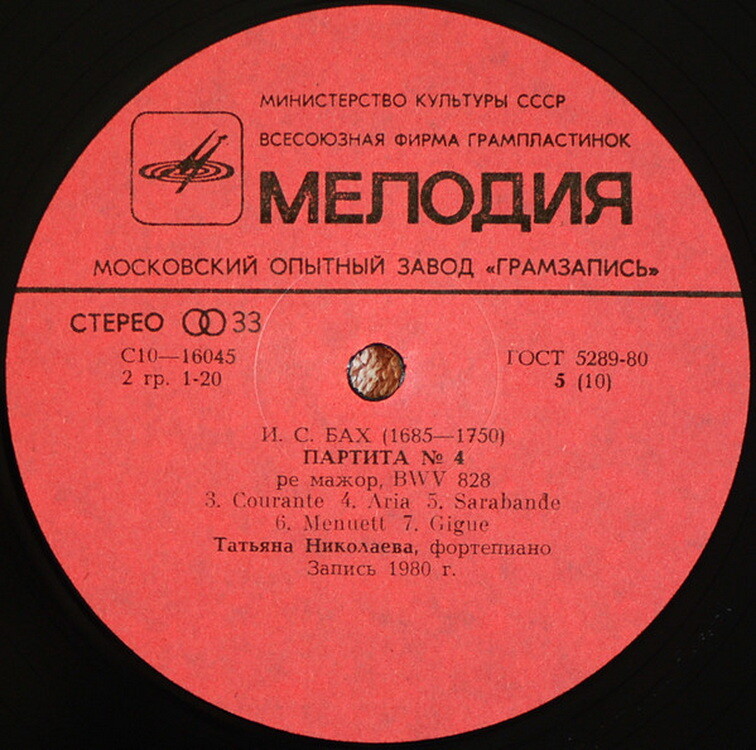 МИНИСТЕРСТВО КУЛЬТУРЫ СССР
ВСЕСОЮЗНАЯ ФИРМА ГРАМПЛАСТИНОК
МЕЛОДИЯ
МОСКОВСКИЙ ОПЫТНЫЙ ЗАВОД «ГРАМЗАПИСЬ»
СТЕРЕО 33
С10—16045
2 гр. 1-20
ГОСТ 5289-80
5 (10)
И. С. БАХ (1685—1750)
ПАРТИТА № 4
ре мажор, BWV 828
3. Courante 4. Aria 5. Sarabande
6. Menuett 7. Gigue
Татьяна Николаева, фортепиано
Запись 1980 г.